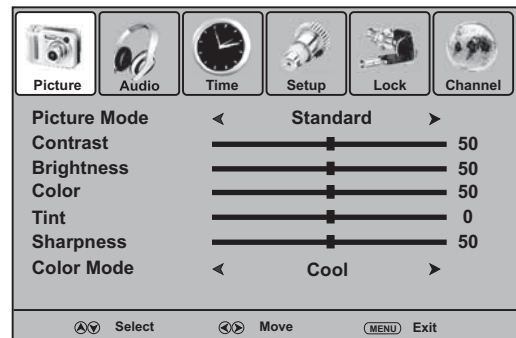 Picture Audio Time Setup Lock Channel
Picture Mode Standard
Contrast 50
Brightness 50
Color 50
Tint 0
Sharpness 50
Color Mode Cool
Select Move MENU Exit